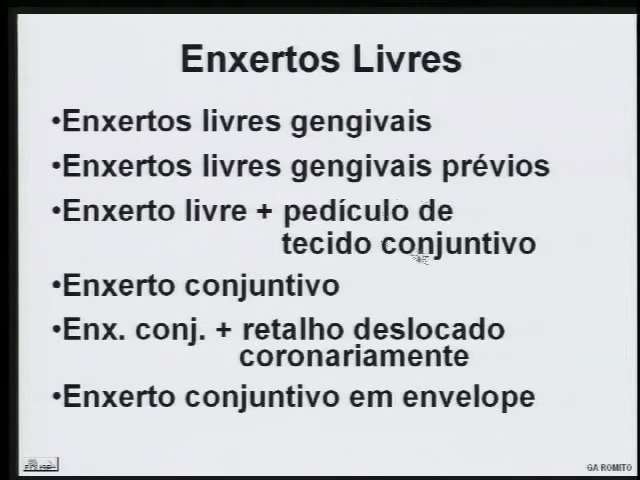 Enxertos Livres
•Enxertos livres gengivais
•Enxertos livres gengivais prévios
•Enxerto livre + pedículo de
tecido conjuntivo
•Enxerto conjuntivo
•Enx. conj. + retalho deslocado
coronariamente
•Enxerto conjuntivo em envelope
GA ROMITO